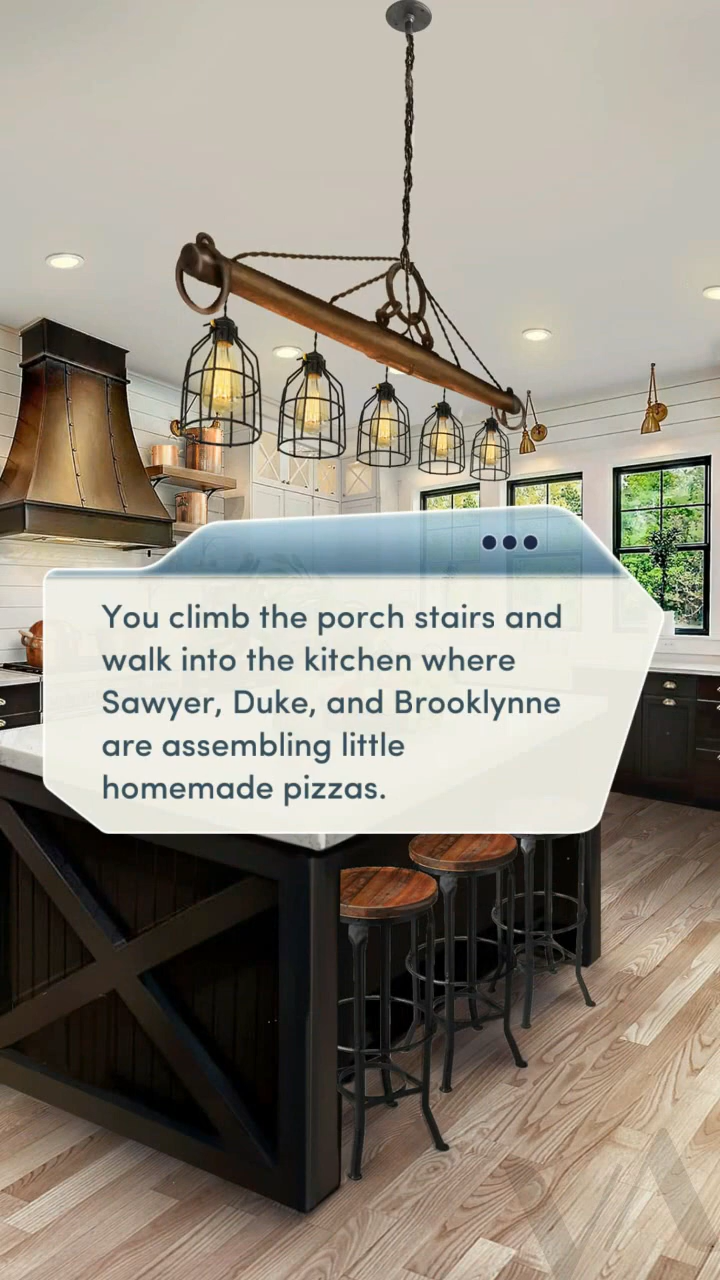 You climb the porch stairs and
walk into the kitchen where
Sawyer, Duke, and Brooklynne
are assembling little
homemade pizzas.